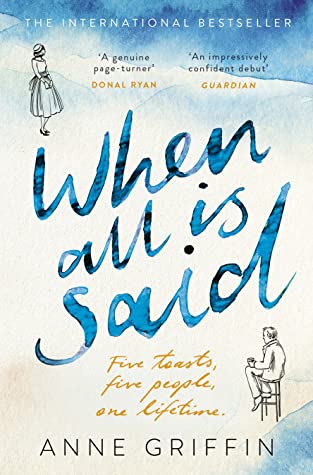 THE INTERNATIONAL BESTSELLER
'A genuine page-turner'
DONAL RYAN
'An impressively confident debut'
GUARDIAN
When
all is
said
Five toasts,
five people,
one lifetime.
ANNE GRIFFIN